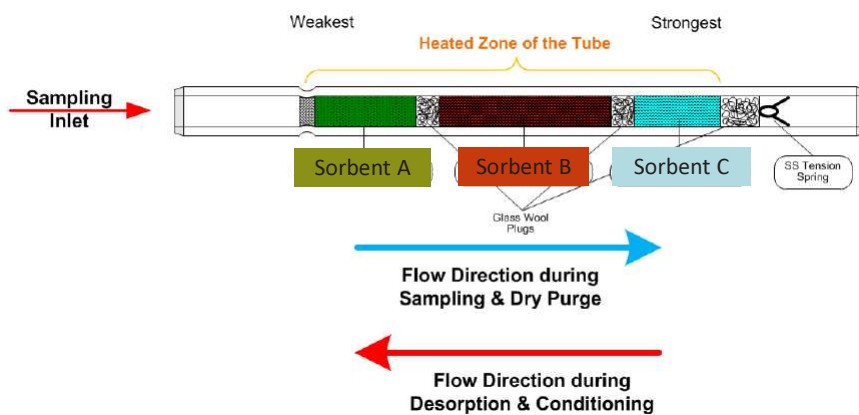 Weakest
Strongest
Heated Zone of the Tube
Sampling
Inlet
Sorbent A
Sorbent B
Sorbent C
SS Tension
Spring
Glass Wool
Plugs
Flow Direction during
Sampling & Dry Purge
Flow Direction during
Desorption & Conditioning